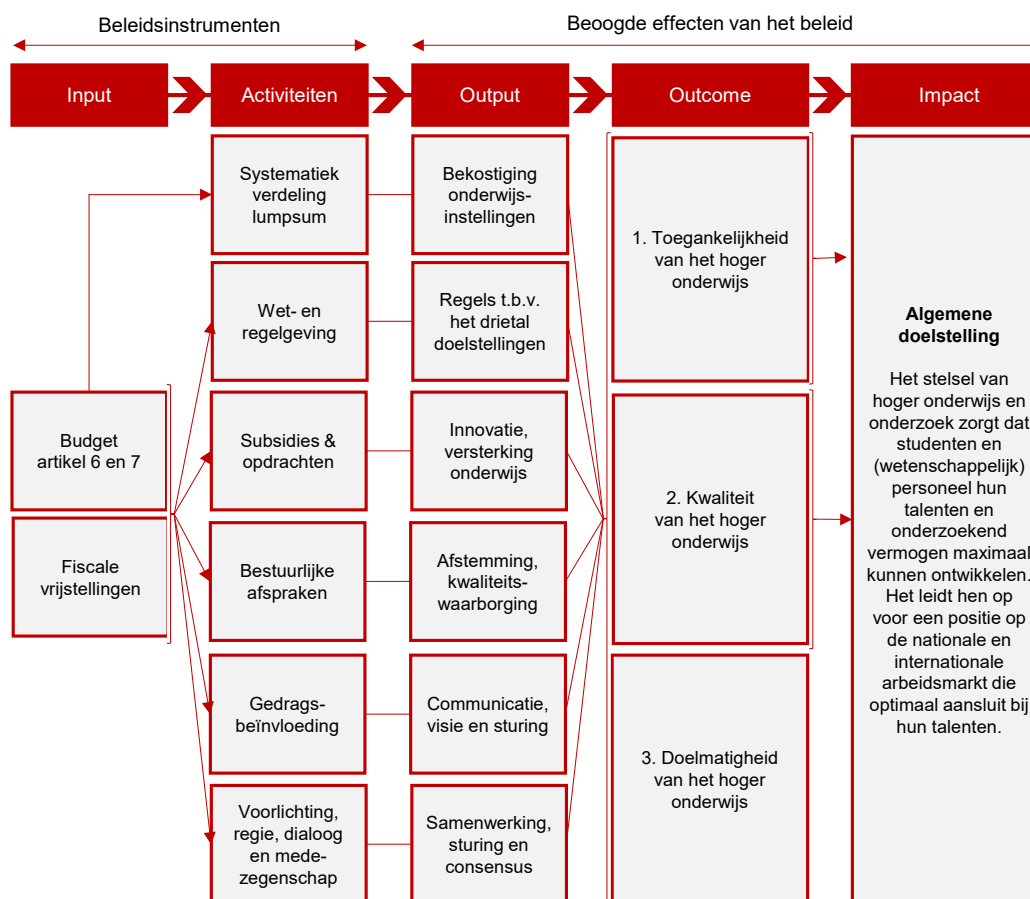 Beleidsinstrumenten
Beoogde effecten van het beleid
Input
Activiteiten
Output
Outcome
Impact
Budget
artikel 6 en 7
Fiscale
vrijstellingen
Systematiek
verdeling
lumpsum
Wet- en
regelgeving
Subsidies &
opdrachten
Bestuurlijke
afspraken
Gedrags-
beïnvloeding
Voorlichting,
regie, dialoog
en mede-
zegenschap
Bekostiging
onderwijs-
instellingen
Regels t.b.v.
het drietal
doelstellingen
Innovatie,
versterking
onderwijs
Afstemming,
kwaliteits-
waarborging
Communicatie,
visie en sturing
Samenwerking,
sturing en
consensus
1. Toegankelijkheid
van het hoger
onderwijs
2. Kwaliteit
van het hoger
onderwijs
3. Doelmatigheid
van het hoger
onderwijs
Algemene
doelstelling
Het stelsel van
hoger onderwijs en
onderzoek zorgt dat
studenten en
(wetenschappelijk)
personeel hun
talenten en
onderzoekend
vermogen maximaal
kunnen ontwikkelen.
Het leidt hen op
voor een positie op
de nationale en
internationale
arbeidsmarkt die
optimaal aansluit bij
hun talenten.